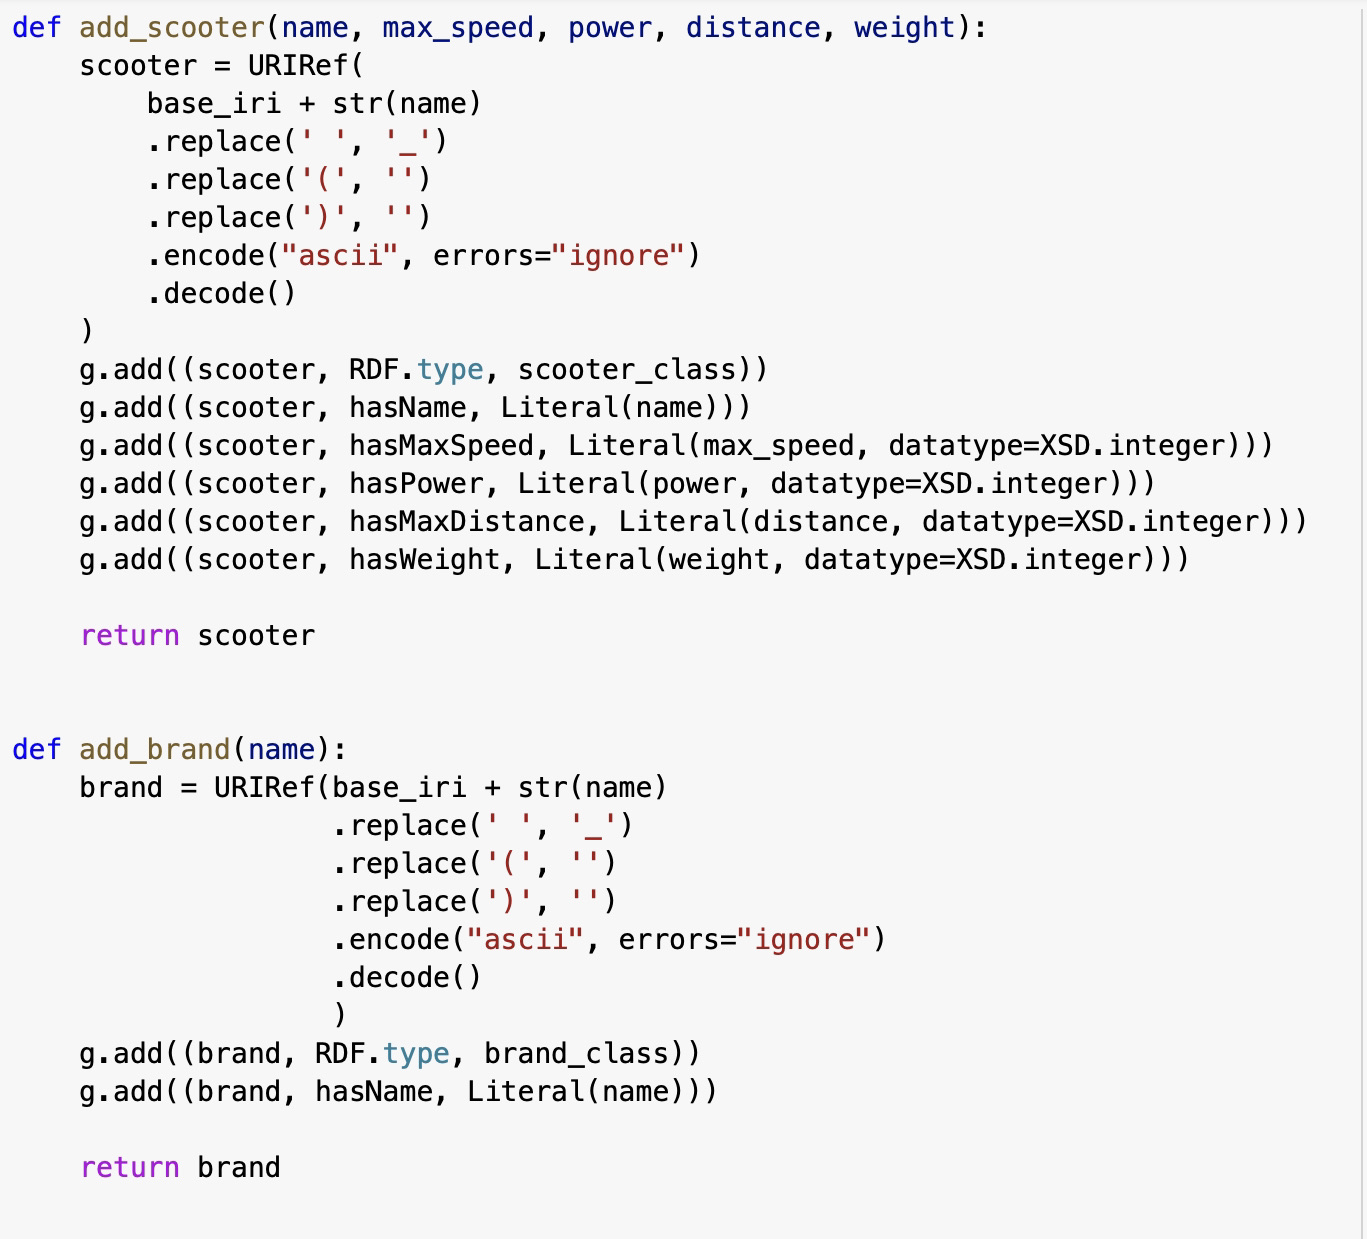 def add_scooter(name, max_speed, power, distance, weight):
    scooter = URIRef(
        base_iri + str(name)
        .replace(' ', '_')
        .replace('(', '')
        .replace(')', '')
        .encode("ascii", errors="ignore")
        .decode()
    )
    g.add((scooter, RDF.type, scooter_class))
    g.add((scooter, hasName, Literal(name)))
    g.add((scooter, hasMaxSpeed, Literal(max_speed, datatype=XSD.integer)))
    g.add((scooter, hasPower, Literal(power, datatype=XSD.integer)))
    g.add((scooter, hasMaxDistance, Literal(distance, datatype=XSD.integer)))
    g.add((scooter, hasWeight, Literal(weight, datatype=XSD.integer)))

    return scooter


def add_brand(name):
    brand = URIRef(base_iri + str(name)
                   .replace(' ', '_')
                   .replace('(', '')
                   .replace(')', '')
                   .encode("ascii", errors="ignore")
                   .decode()
                   )
    g.add((brand, RDF.type, brand_class))
    g.add((brand, hasName, Literal(name)))

    return brand